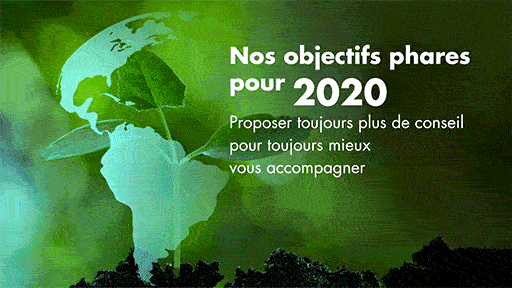 Nos objectifs phares
pour 2020
Proposer toujours plus de conseil
pour toujours mieux
vous accompagner